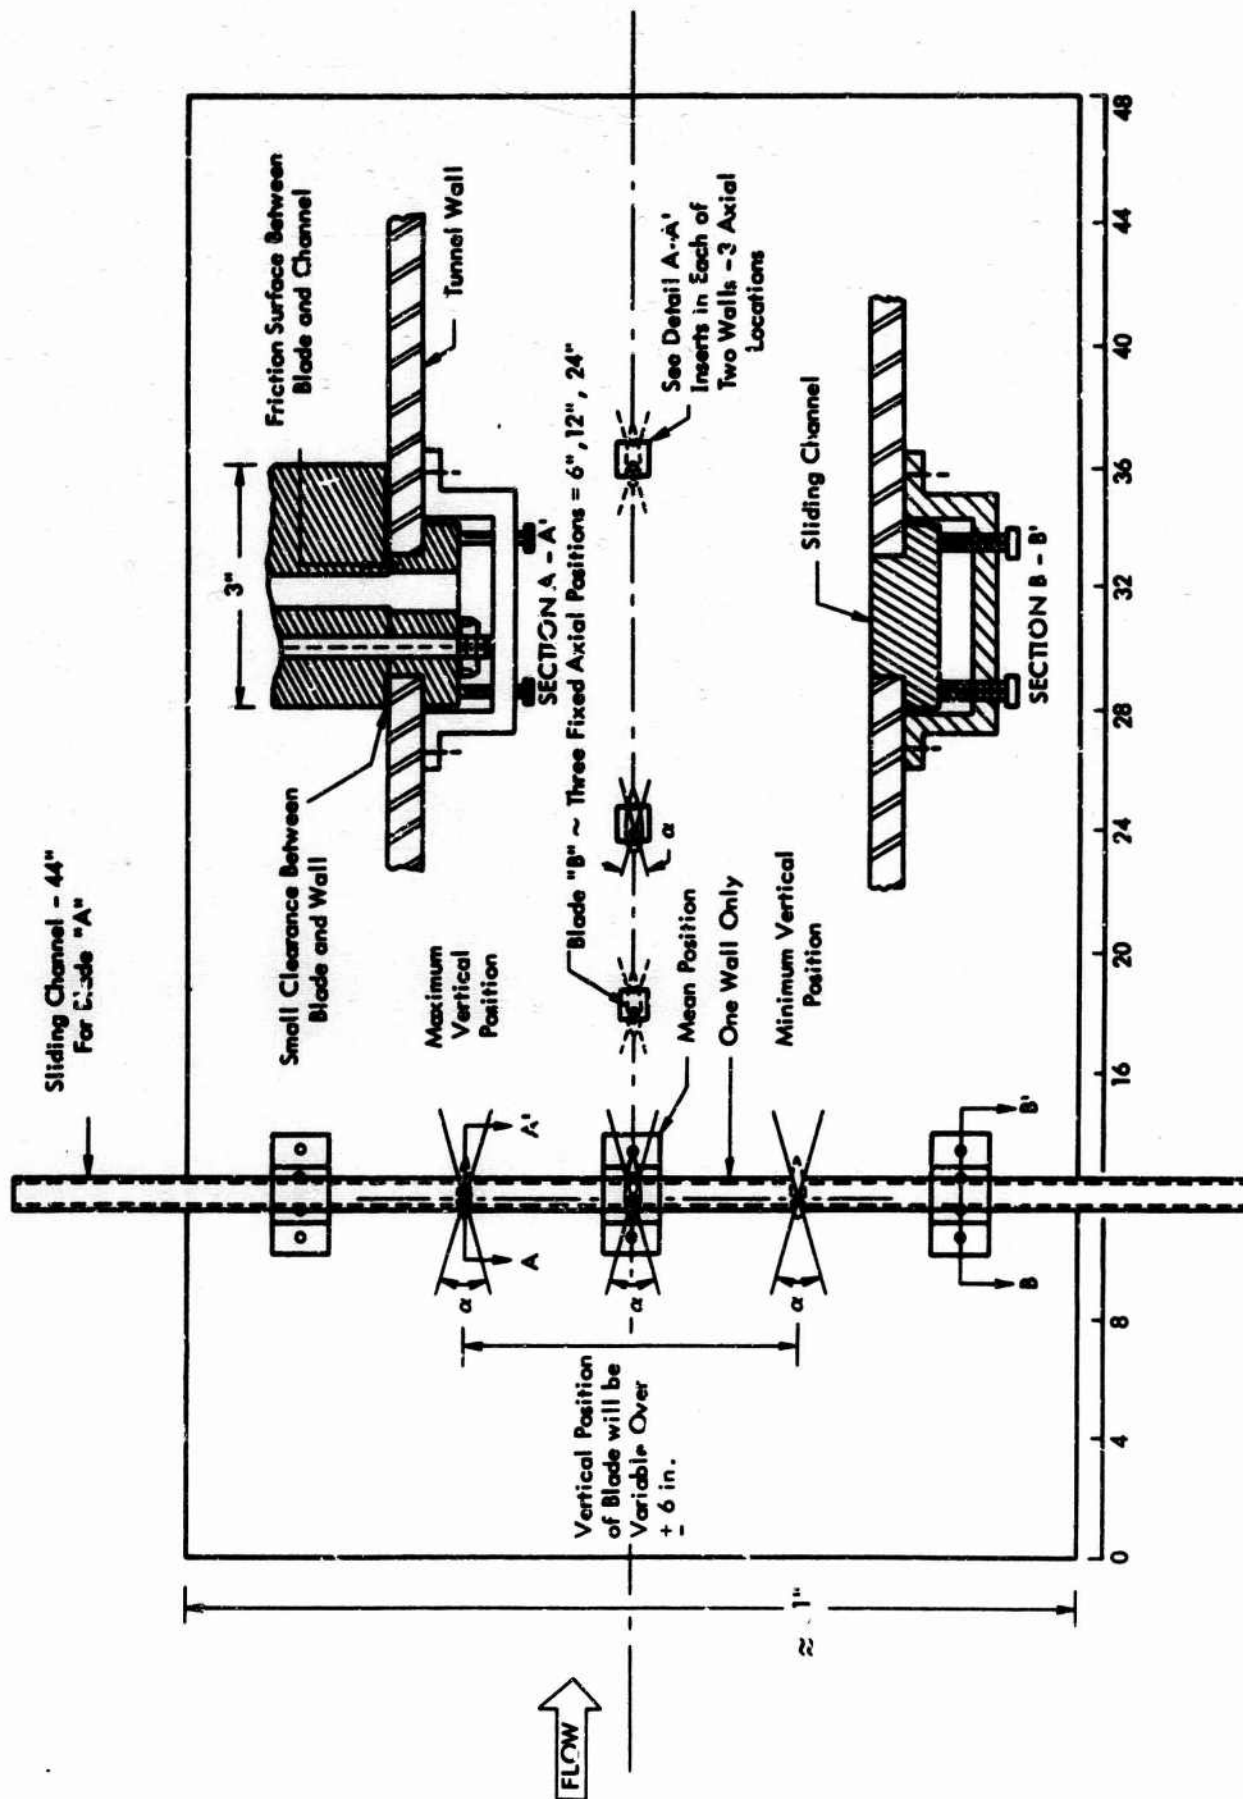 Sliding Channel - 44"
For Blade "A"
Small Clearance Between
Blade and Wall
3"
Friction Surface Between
Blade and Channel
Tunnel Wall
SECTION A - A'
Maximum
Vertical
Position
Blade "B" ~ Three Fixed Axial Positions = 6", 12", 24"
A
A'
α
See Detail A-A'
Inserts in Each of
Two Walls - 3 Axial
Locations
α
α
Mean Position
One Wall Only
Minimum Vertical
Position
α
Vertical Position
of Blade will be
Variable Over
± 6 in.
Sliding Channel
SECTION B - B'
B
B'
FLOW
≈ 1"
0 4 8 16 20 24 28 32 36 40 44 48